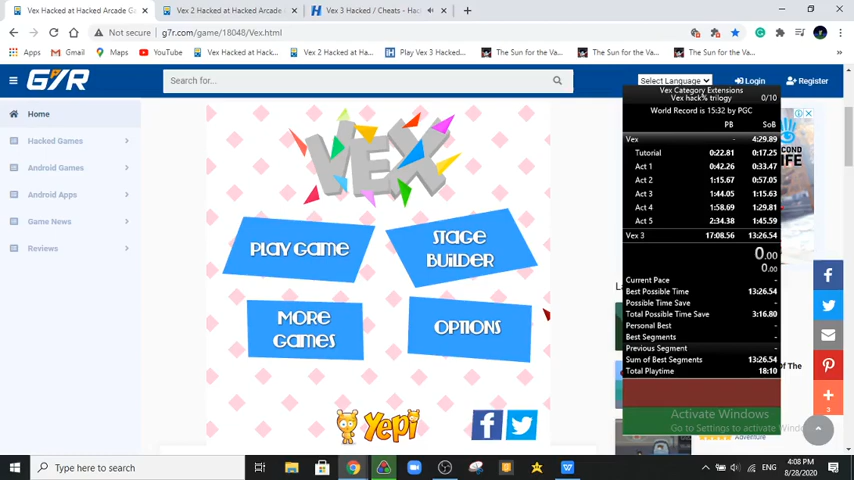 Vex Hacked at Hacked Arcade G
Vex 2 Hacked at Hacked Arcade G
Vex 3 Hacked / Cheats - Hac
Not secure
g7r.com/game/18048/Vex.html
Apps
Gmail
Maps
YouTube
Vex Hacked at Hack...
Vex 2 Hacked at Ha...
Play Vex 3 Hacked...
The Sun for the Va...
The Sun for the Va...
The Sun for the Va...
G7R
Search for...
Select Language
Login
Register
Home
Hacked Games
Android Games
Android Apps
Game News
Reviews
VEX
PLAY GAME
STAGE
BUILDER
MORE
GAMES
OPTIONS
Yepi
Vex Category Extensions
Vex hack% trilogy 0/10
World Record is 15:32 by PGC
PB SoB
Vex - 4:29.89
Tutorial 0:22.81 0:17.25
Act 1 0:42.26 0:33.47
Act 2 1:15.67 0:57.05
Act 3 1:44.05 1:15.63
Act 4 1:58.69 1:29.81
Act 5 2:34.38 1:45.59
Vex 3 17:08.56 13:26.54
0.00
0.00
Current Pace -
Best Possible Time 13:26.54
Possible Time Save -
Total Possible Time Save 3:16.80
Personal Best -
Best Segments -
Previous Segment -
Sum of Best Segments 13:26.54
Total Playtime 18:10
Activate Windows
Go to Settings to activate Windo
COND
IFE
of The
Adventure
3
Type here to search
ENG
4:08 PM
8/28/2020